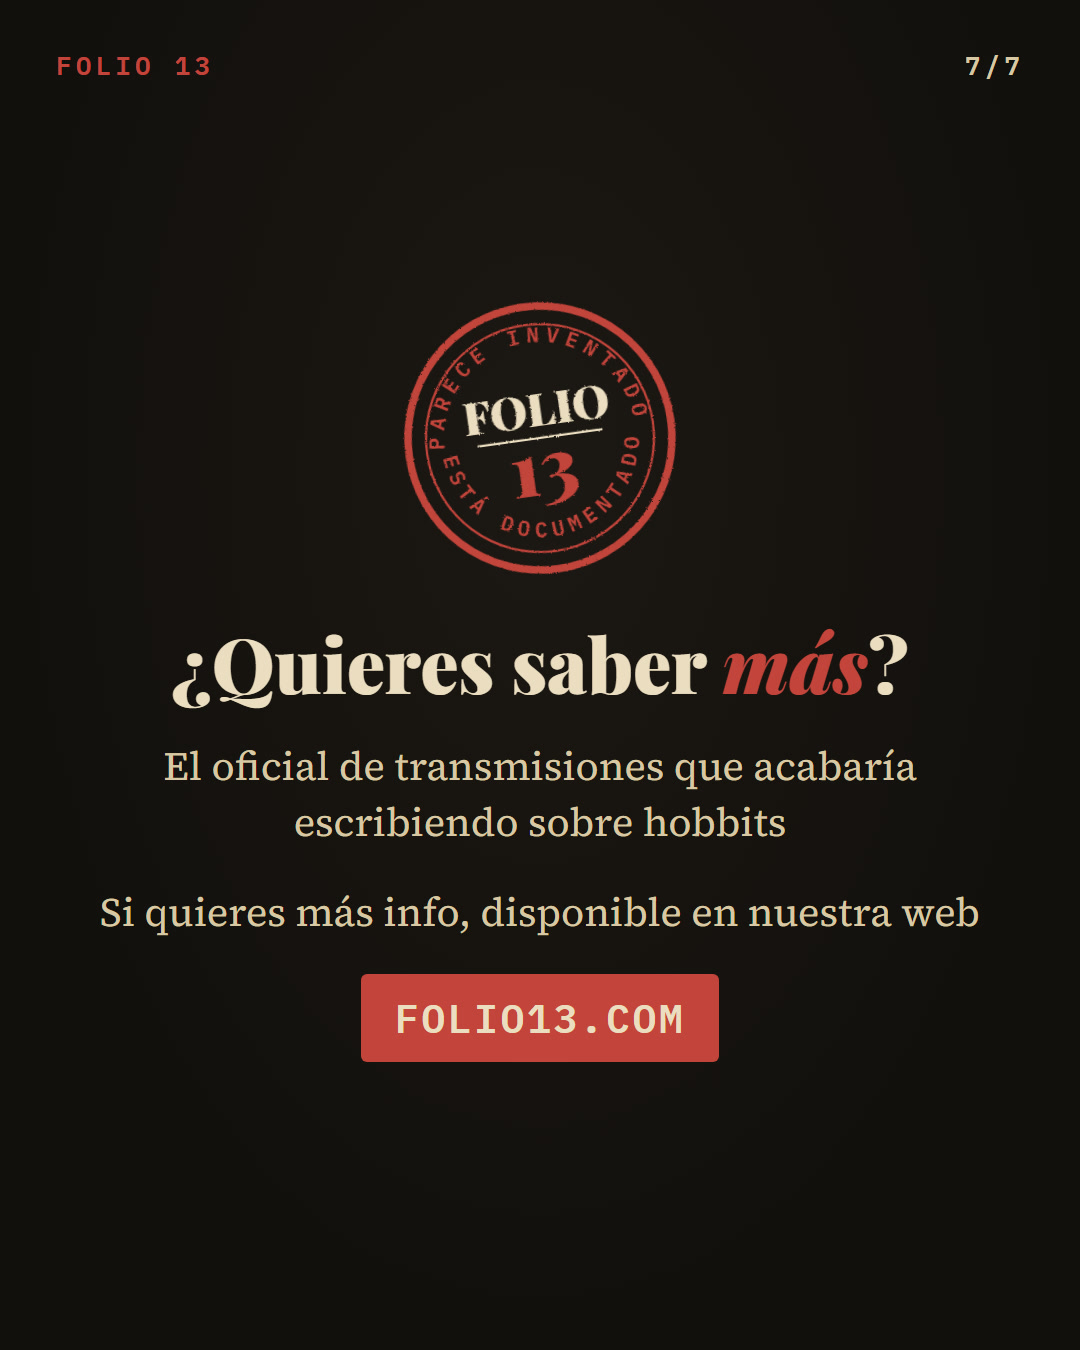 FOLIO 13
7/7
PARECE INVENTADO
FOLIO
13
ESTÁ DOCUMENTADO
¿Quieres saber más?
El oficial de transmisiones que acabaría
escribiendo sobre hobbits
Si quieres más info, disponible en nuestra web
FOLIO13.COM